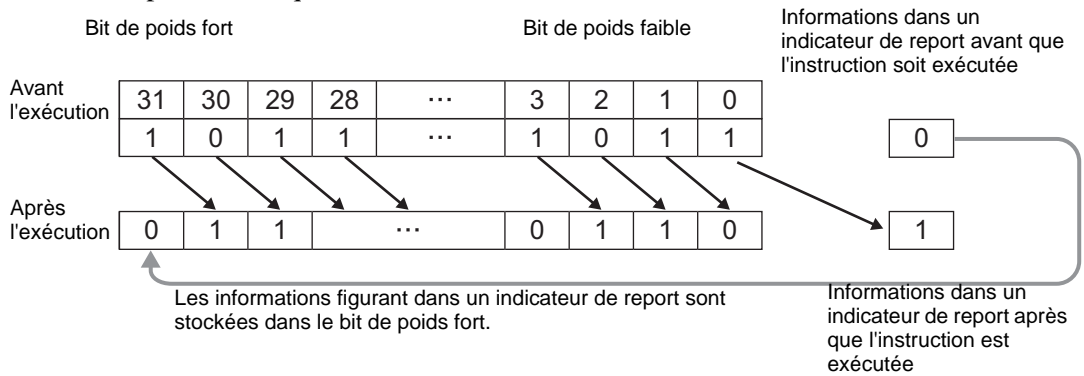 Bit de poids fort
Bit de poids faible
Informations dans un
indicateur de report avant que
l'instruction soit exécutée
Avant
l'exécution
31 30 29 28 ··· 3 2 1 0
1 0 1 1 ··· 1 0 1 1 0
Après
l'exécution
0 1 1 ··· 0 1 1 0 1
Les informations figurant dans un indicateur de report sont
stockées dans le bit de poids fort.
Informations dans un
indicateur de report après
que l'instruction est
exécutée